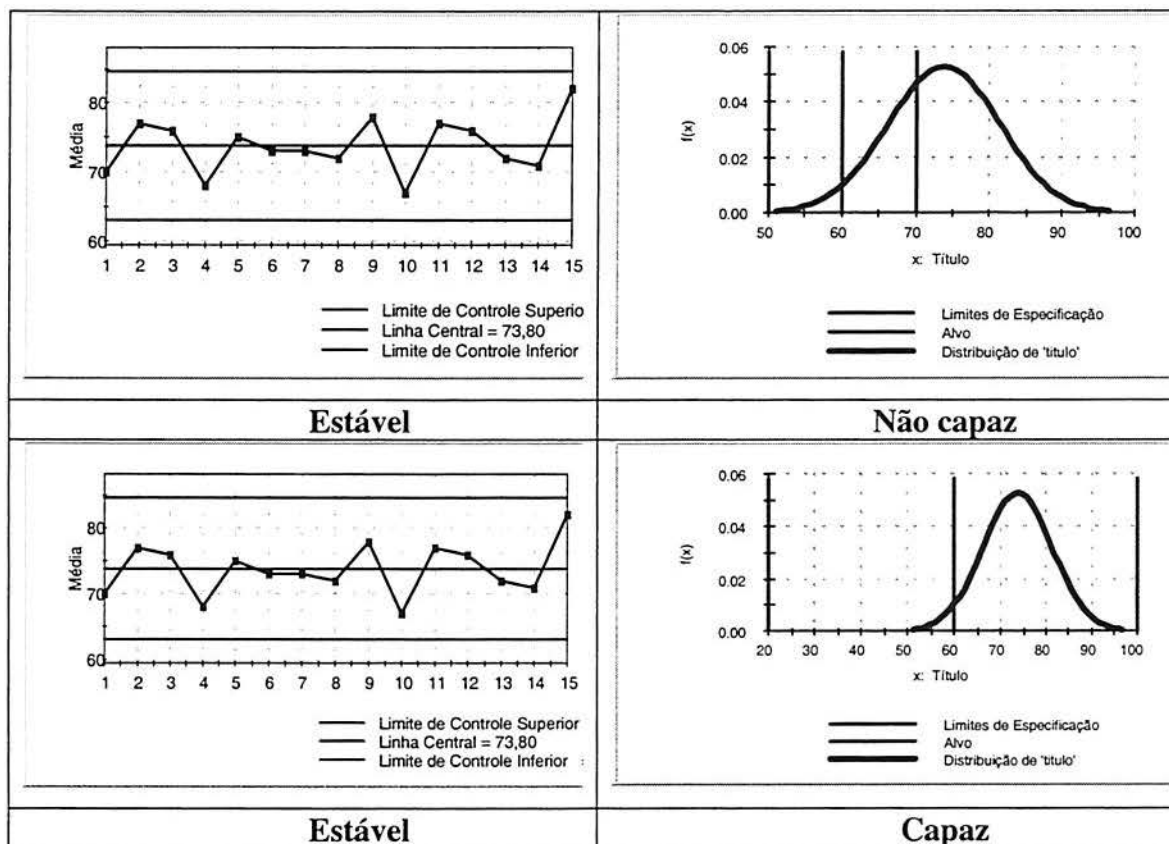 Média
80
70
60
1 2 3 4 5 6 7 8 9 10 11 12 13 14 15
Limite de Controle Superio
Linha Central = 73,80
Limite de Controle Inferior
f(x)
0.06
0.04
0.02
0.00
50 60 70 80 90 100
x: Título
Limites de Especificação
Alvo
Distribuição de 'titulo'
Estável
Não capaz
Média
80
70
60
1 2 3 4 5 6 7 8 9 10 11 12 13 14 15
Limite de Controle Superior
Linha Central = 73,80
Limite de Controle Inferior
f(x)
0.06
0.04
0.02
0.00
20 30 40 50 60 70 80 90 100
x: Título
Limites de Especificação
Alvo
Distribuição de 'titulo'
Estável
Capaz